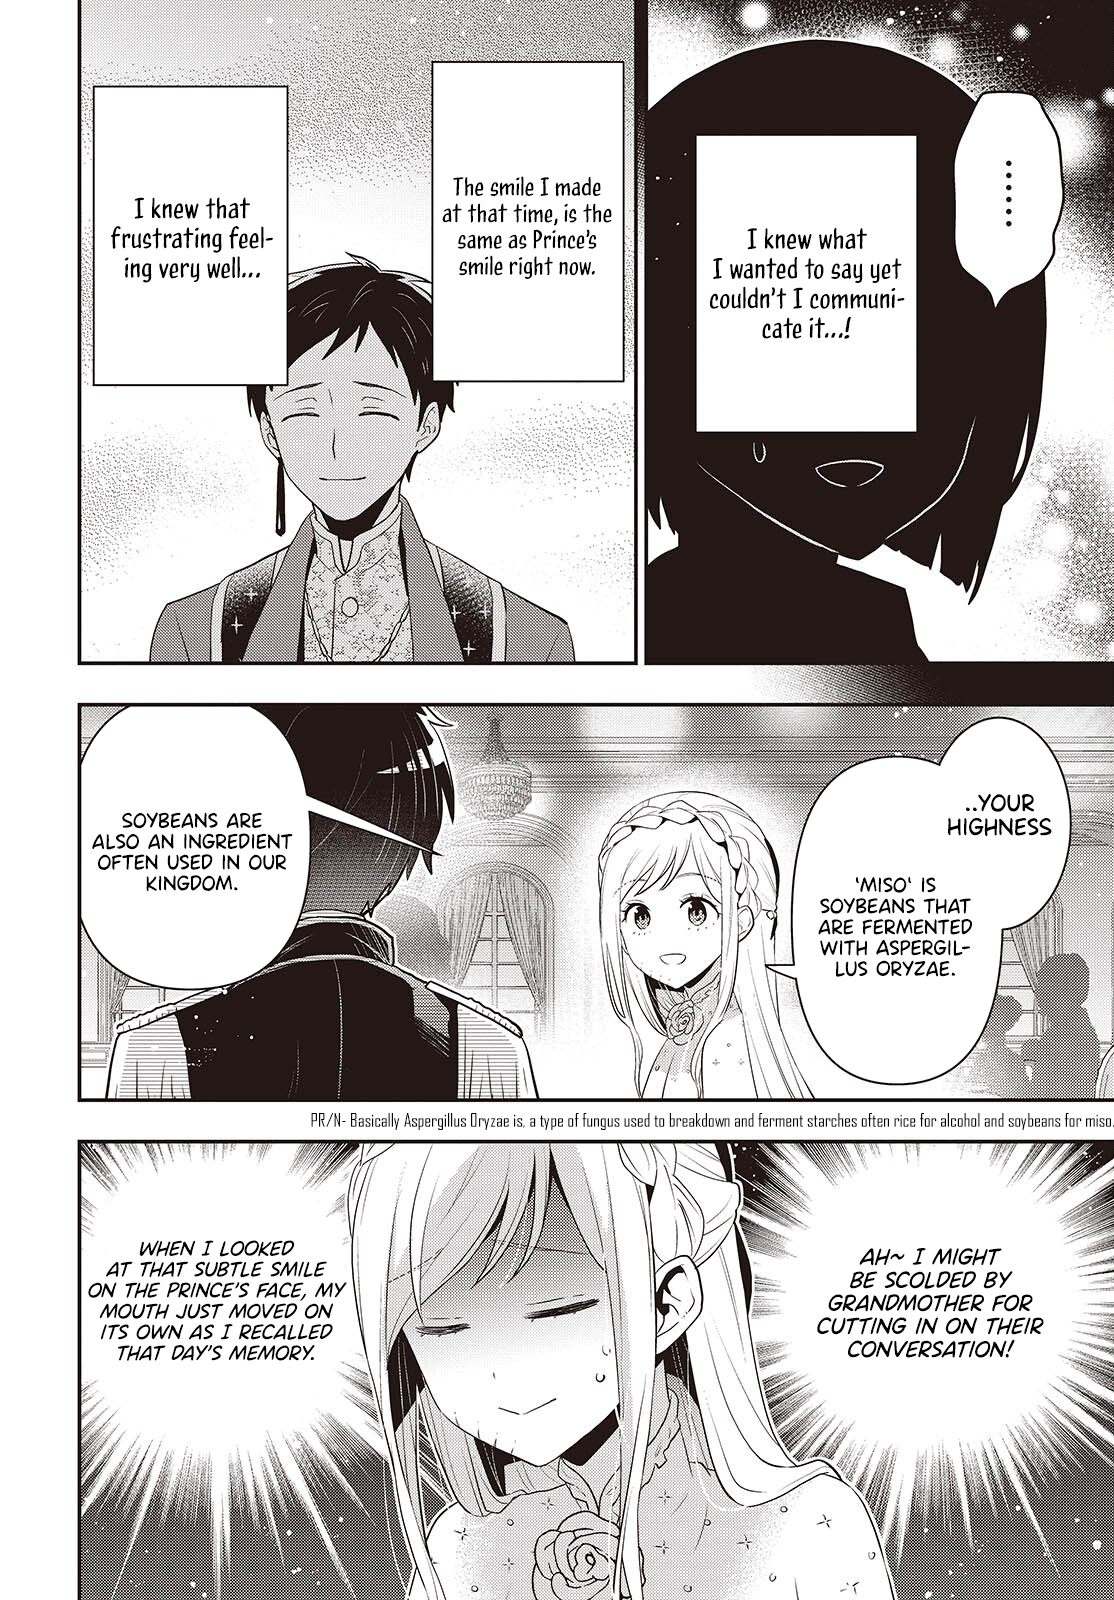 .......
I knew what
I wanted to say yet
couldn't I communi-
cate it...!
The smile I made
at that time, is the
same as Prince's
smile right now.
I knew that
frustrating feel-
ing very well...
..YOUR
HIGHNESS
'MISO' IS
SOYBEANS THAT
ARE FERMENTED
WITH ASPERGIL-
LUS ORYZAE.
SOYBEANS ARE
ALSO AN INGREDIENT
OFTEN USED IN OUR
KINGDOM.
PR/N- Basically Aspergillus Oryzae is, a type of fungus used to breakdown and ferment starches often rice for alcohol and soybeans for miso.
AH~ I MIGHT
BE SCOLDED BY
GRANDMOTHER FOR
CUTTING IN ON THEIR
CONVERSATION!
WHEN I LOOKED
AT THAT SUBTLE SMILE
ON THE PRINCE'S FACE, MY
MOUTH JUST MOVED ON
ITS OWN AS I RECALLED
THAT DAY'S MEMORY.